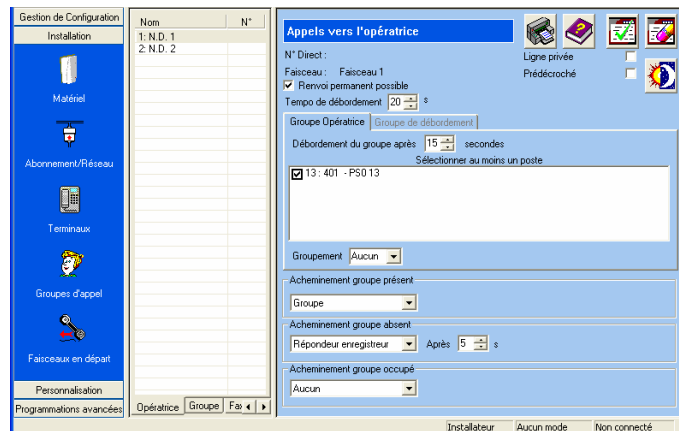 Gestion de Configuration
Installation
Matériel
Abonnement/Réseau
Terminaux
Groupes d'appel
Faisceaux en départ
Personnalisation
Programmations avancées
Nom N°
1: N.D. 1
2: N.D. 2
Opératrice Groupe Fa
Appels vers l'opératrice
N° Direct :
Ligne privée
Faisceau : Faisceau 1
Prédécroché
Renvoi permanent possible
Tempo de débordement 20 s
Groupe Opératrice Groupe de débordement
Débordement du groupe après 15 secondes
Sélectionner au moins un poste
13 : 401 - PS0 13
Groupement Aucun
Acheminement groupe présent
Groupe
Acheminement groupe absent
Répondeur enregistreur Après 5 s
Acheminement groupe occupé
Aucun
Installateur Aucun mode Non connecté